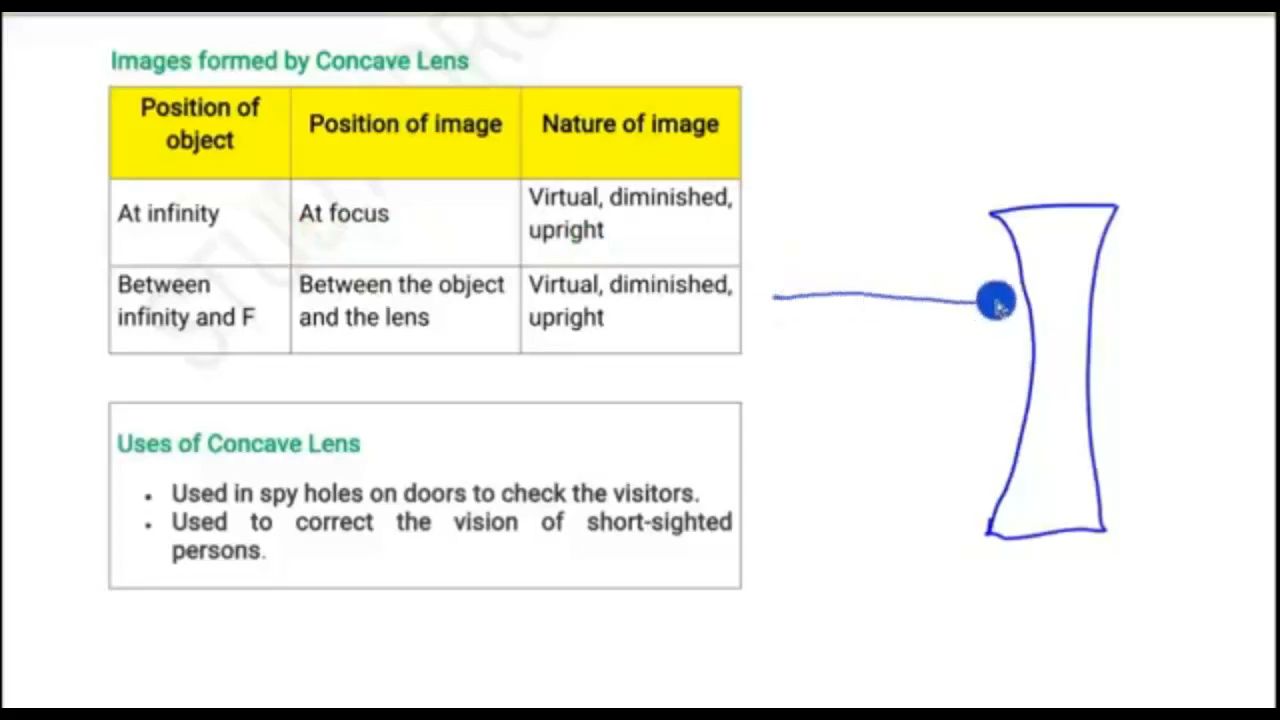 Images formed by Concave Lens
Position of object
Position of image
Nature of image
At infinity
At focus
Virtual, diminished,
upright
Between
infinity and F
Between the object
and the lens
Virtual, diminished,
upright
Uses of Concave Lens
• Used in spy holes on doors to check the visitors.
• Used to correct the vision of short-sighted
persons.